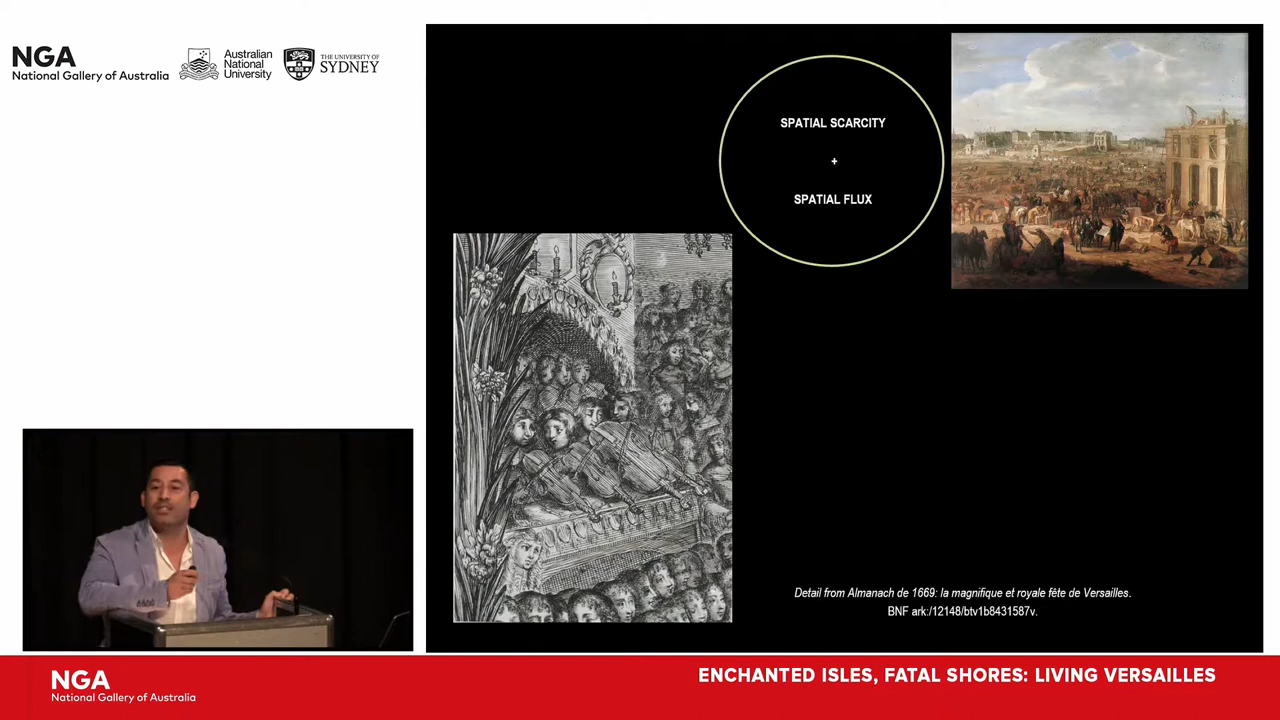 NGA
National Gallery of Australia
Australian
National
University
THE UNIVERSITY OF
SYDNEY
SPATIAL SCARCITY
+
SPATIAL FLUX
Detail from Almanach de 1669: la magnifique et royale fête de Versailles.
BNF ark:/12148/btv1b8431587v.
NGA
National Gallery of Australia
ENCHANTED ISLES, FATAL SHORES: LIVING VERSAILLES